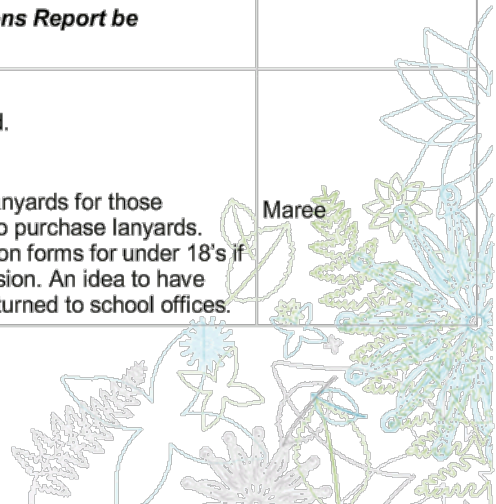 ns Report be
d.
nyards for those
Maree
o purchase lanyards.
on forms for under 18's if
sion. An idea to have
turned to school offices.